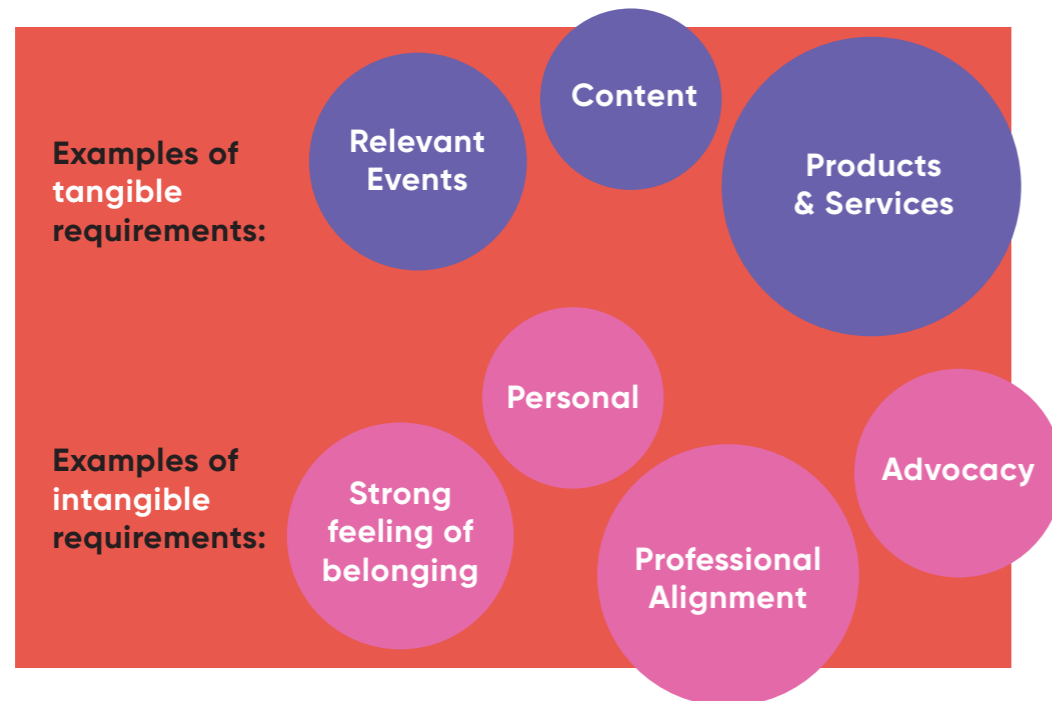 Examples of
tangible
requirements:
Relevant
Events
Content
Products
& Services
Examples of
intangible
requirements:
Strong
feeling of
belonging
Personal
Professional
Alignment
Advocacy